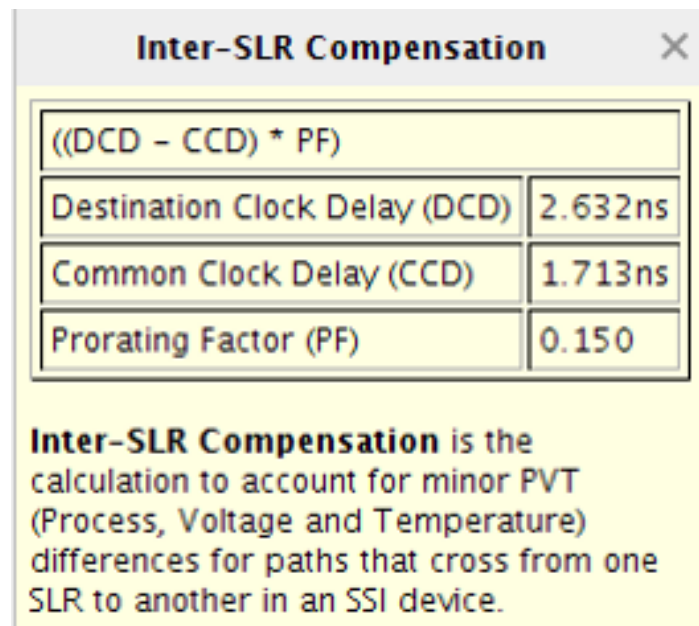 Inter-SLR Compensation ×
((DCD – CCD) * PF)
Destination Clock Delay (DCD) 2.632ns
Common Clock Delay (CCD) 1.713ns
Prorating Factor (PF) 0.150
Inter-SLR Compensation is the
calculation to account for minor PVT
(Process, Voltage and Temperature)
differences for paths that cross from one
SLR to another in an SSI device.